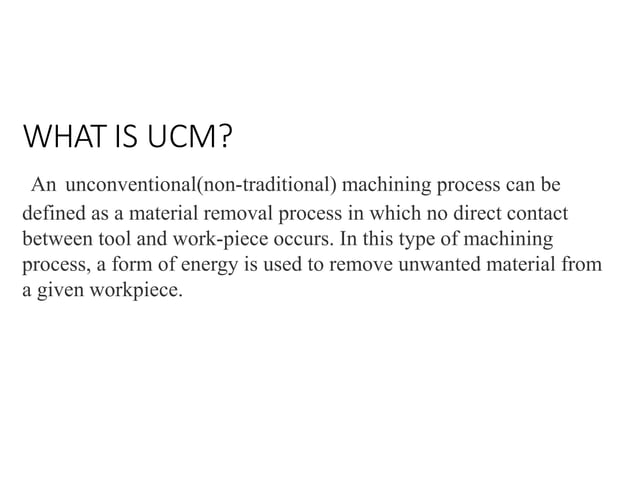 WHAT IS UCM?
An unconventional(non-traditional) machining process can be
defined as a material removal process in which no direct contact
between tool and work-piece occurs. In this type of machining
process, a form of energy is used to remove unwanted material from
a given workpiece.